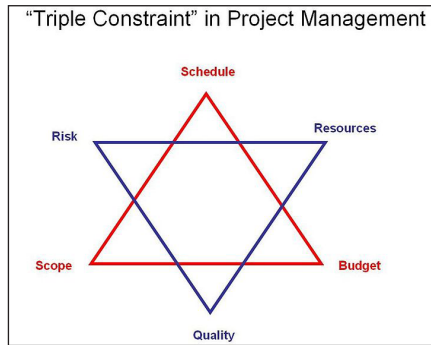 “Triple Constraint” in Project Management
Schedule
Risk
Resources
Scope
Budget
Quality